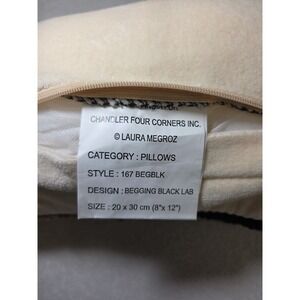 CHANDLER FOUR CORNERS INC.
© LAURA MEGROZ
CATEGORY : PILLOWS
STYLE : 167 BEGBLK
DESIGN : BEGGING BLACK LAB
SIZE : 20 x 30 cm (8"x 12")